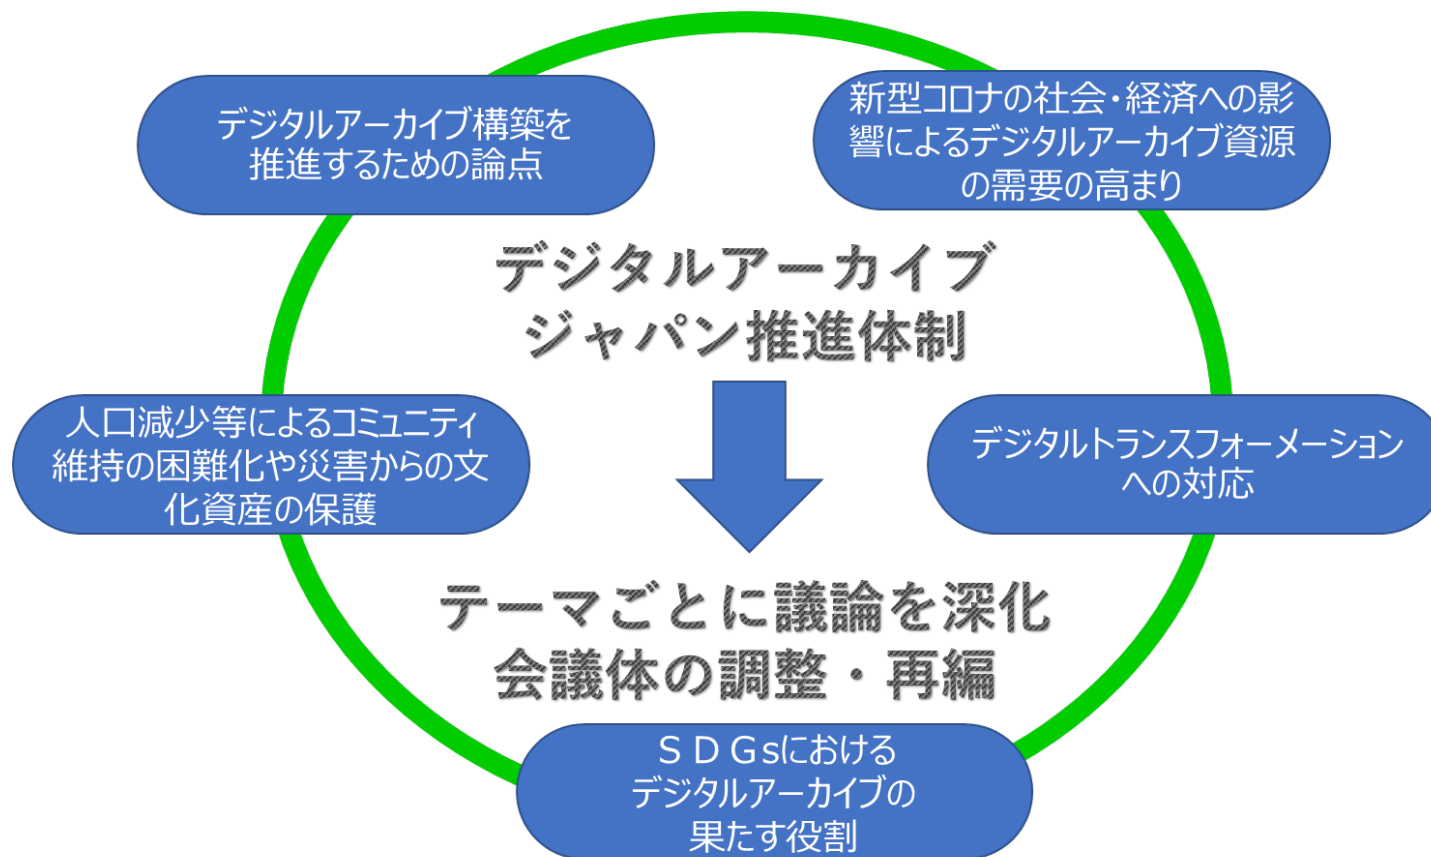 デジタルアーカイブ構築を
推進するための論点
新型コロナの社会・経済への影
響によるデジタルアーカイブ資源
の需要の高まり
デジタルアーカイブ
ジャパン推進体制
人口減少等によるコミュニティ
維持の困難化や災害からの文
化資産の保護
デジタルトランスフォーメーション
への対応
テーマごとに議論を深化
会議体の調整・再編
ＳＤＧsにおける
デジタルアーカイブの
果たす役割